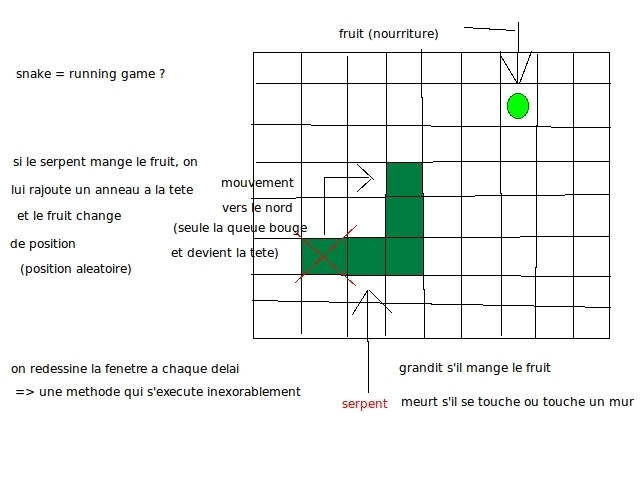 fruit (nourriture)
snake = running game ?
si le serpent mange le fruit, on
lui rajoute un anneau a la tete
et le fruit change
de position
(position aleatoire)
mouvement
vers le nord
(seule la queue bouge
et devient la tete)
on redessine la fenetre a chaque delai
=> une methode qui s'execute inexorablement
serpent
grandit s'il mange le fruit
meurt s'il se touche ou touche un mur